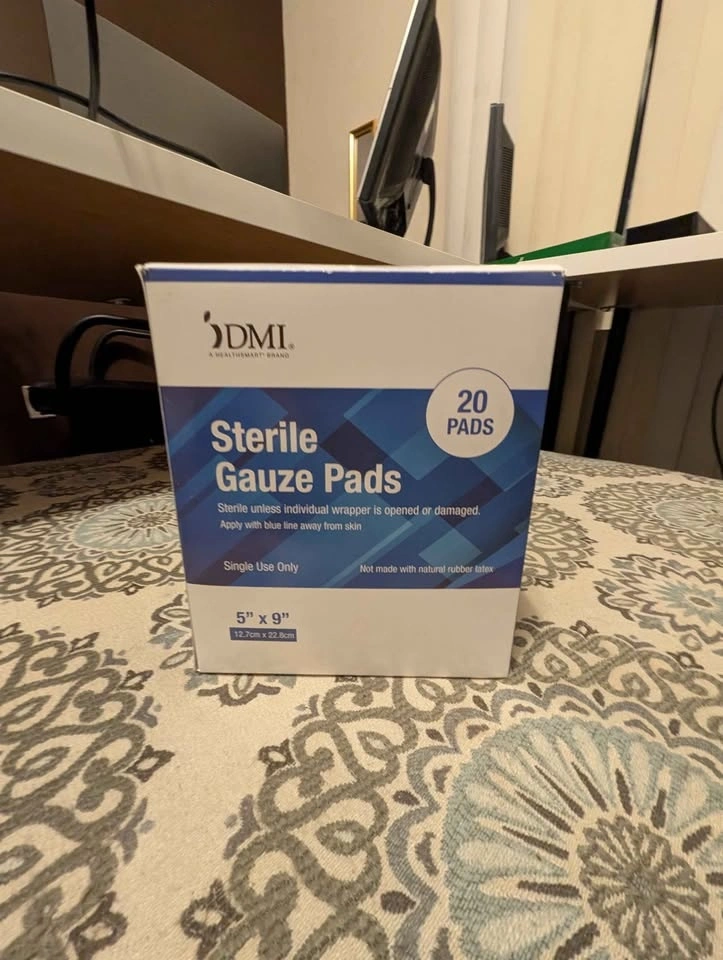 DMI®
A HEALTHSMART® BRAND
20
PADS
Sterile
Gauze Pads
Sterile unless individual wrapper is opened or damaged.
Apply with blue line away from skin
Single Use Only
Not made with natural rubber latex
5” x 9”
12.7cm x 22.8cm